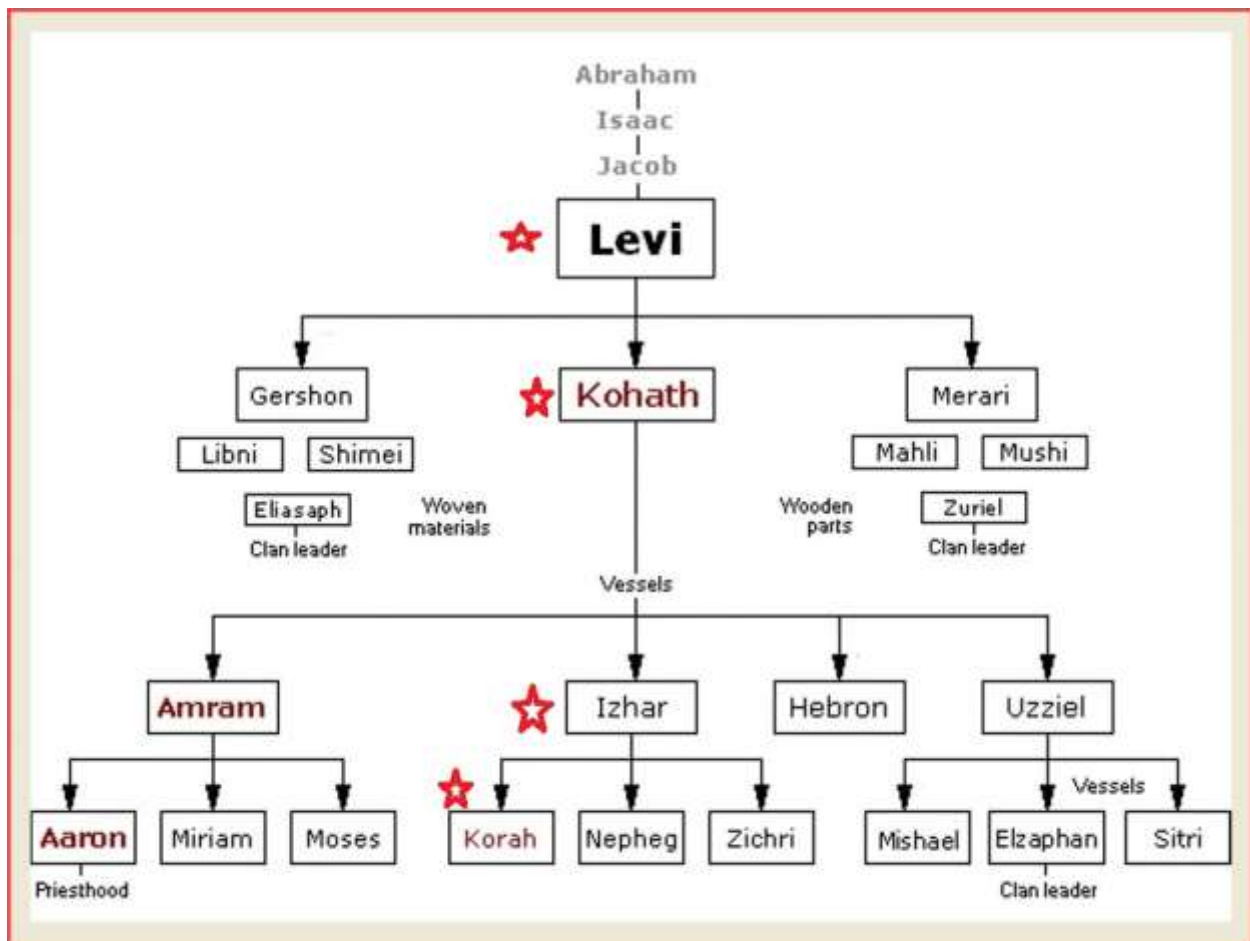 Abraham
Isaac
Jacob
Levi
Gershon
Kohath
Merari
Libni
Shimei
Mahli
Mushi
Eliasaph
Woven
materials
Wooden
parts
Zuriel
Clan leader
Clan leader
Vessels
Amram
Izhar
Hebron
Uzziel
Vessels
Aaron
Miriam
Moses
Korah
Nepheg
Zichri
Mishael
Elzaphan
Sitri
Priesthood
Clan leader